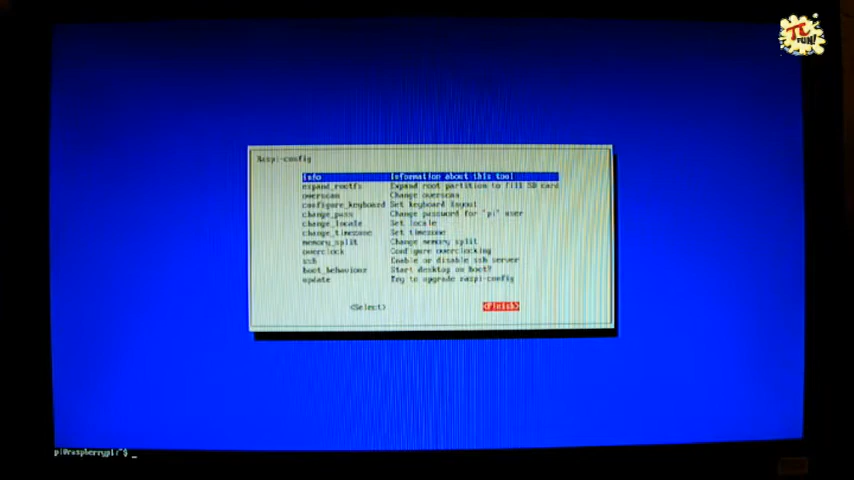 Raspi-config
info Information about this tool
expand_rootfs Expand root partition to fill SD card
overscan Change overscan
configure_keyboard Set keyboard layout
change_pass Change password for "pi" user
change_locale Set locale
change_timezone Set timezone
memory_split Change memory split
overclock Configure overclocking
ssh Enable or disable ssh server
boot_behaviour Start desktop on boot?
update Try to upgrade raspi-config
<Select> <Finish>
pi@raspberrypi:~$ _
FUN!